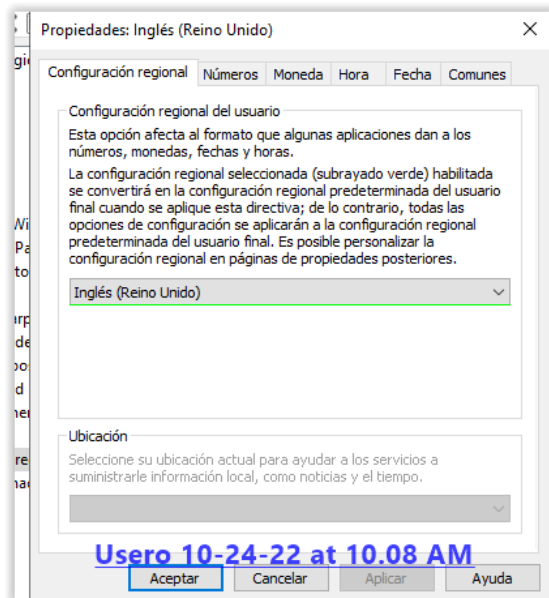 Propiedades: Inglés (Reino Unido)
Configuración regional Números Moneda Hora Fecha Comunes
Configuración regional del usuario
Esta opción afecta al formato que algunas aplicaciones dan a los
números, monedas, fechas y horas.
La configuración regional seleccionada (subrayado verde) habilitada
se convertirá en la configuración regional predeterminada del usuario
final cuando se aplique esta directiva; de lo contrario, todas las
opciones de configuración se aplicarán a la configuración regional
predeterminada del usuario final. Es posible personalizar la
configuración regional en páginas de propiedades posteriores.
Inglés (Reino Unido)
Ubicación
Seleccione su ubicación actual para ayudar a los servicios a
suministrarle información local, como noticias y el tiempo.
Usero 10-24-22 at 10.08 AM
Aceptar Cancelar Aplicar Ayuda